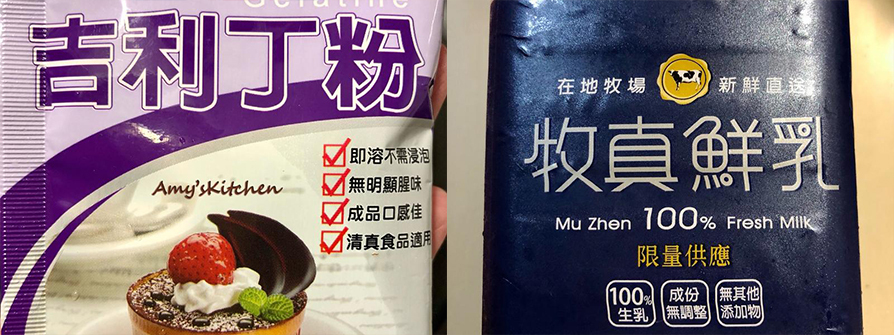 Gelatine
吉利丁粉
即溶不需浸泡
無明顯腥味
成品口感佳
清真食品適用
Amy'sKitchen
在地牧場 新鮮直送
牧真鮮乳
Mu Zhen 100% Fresh Milk
限量供應
100%
生乳
成份
無調整
無其他
添加物